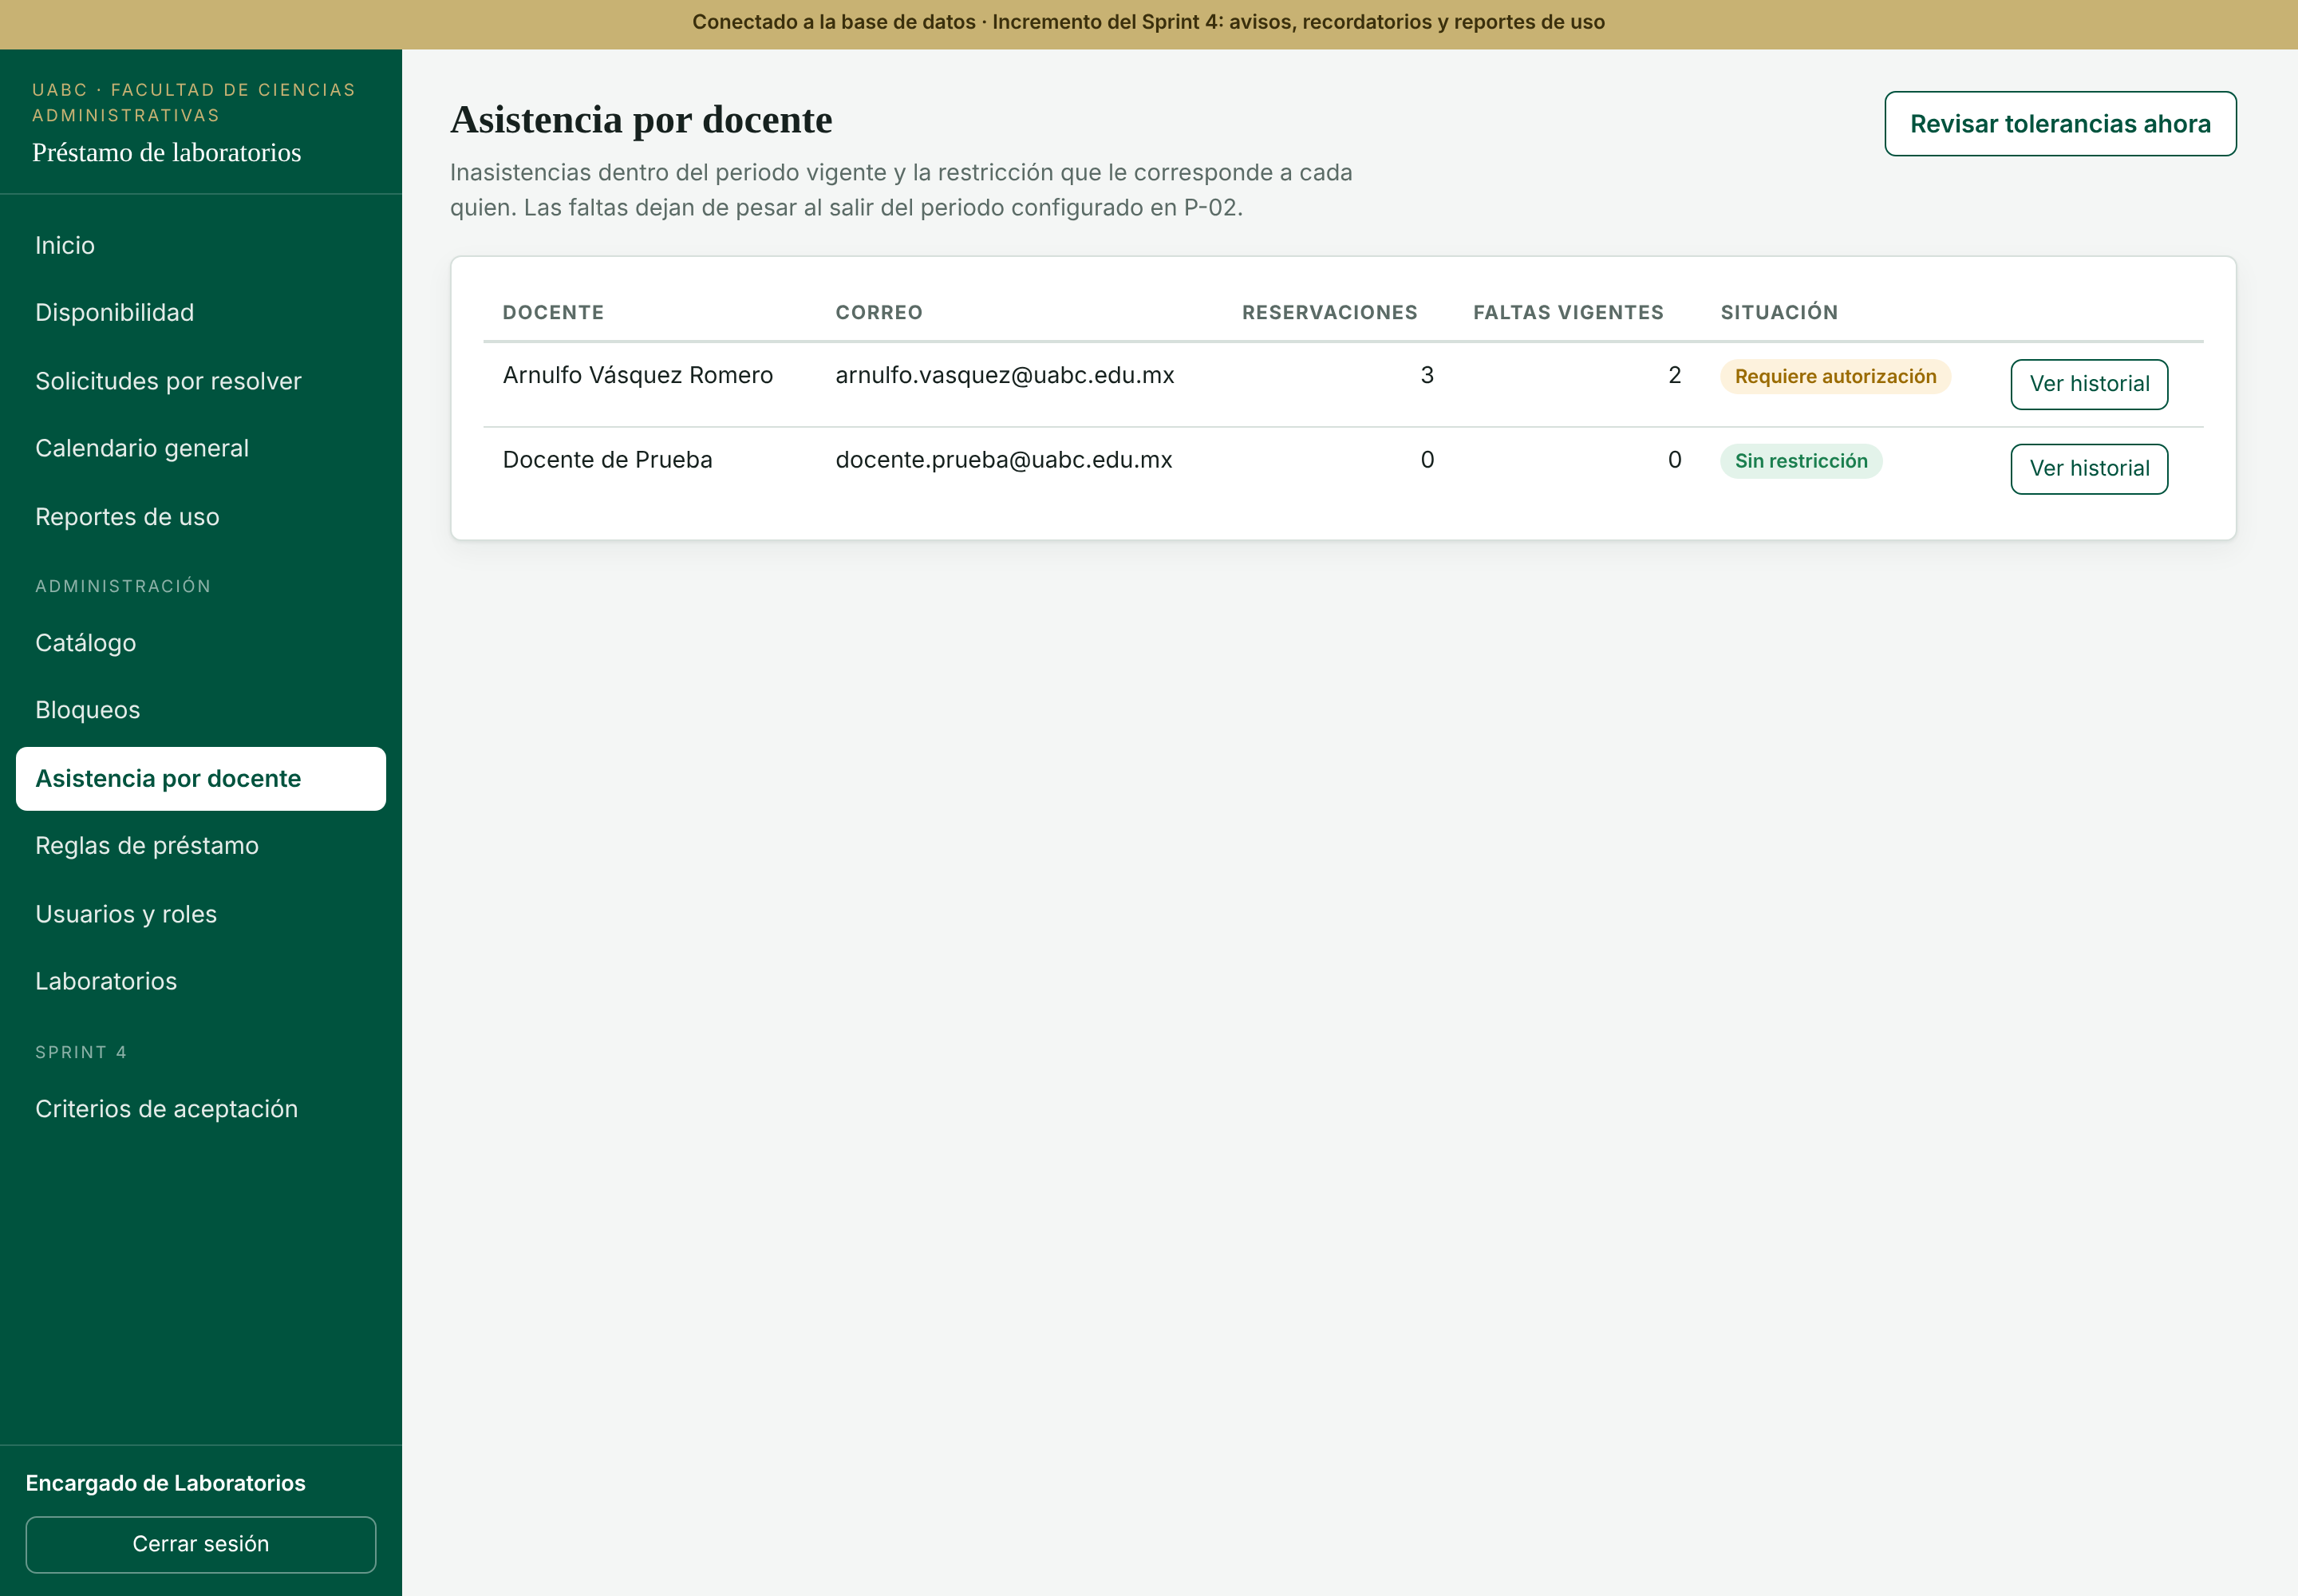 Conectado a la base de datos · Incremento del Sprint 4: avisos, recordatorios y reportes de uso
UABC · FACULTAD DE CIENCIAS
ADMINISTRATIVAS
Préstamo de laboratorios
Inicio
Disponibilidad
Solicitudes por resolver
Calendario general
Reportes de uso
ADMINISTRACIÓN
Catálogo
Bloqueos
Asistencia por docente
Reglas de préstamo
Usuarios y roles
Laboratorios
SPRINT 4
Criterios de aceptación
Encargado de Laboratorios
Cerrar sesión
Asistencia por docente
Revisar tolerancias ahora
Inasistencias dentro del periodo vigente y la restricción que le corresponde a cada
quien. Las faltas dejan de pesar al salir del periodo configurado en P-02.
DOCENTE CORREO RESERVACIONES FALTAS VIGENTES SITUACIÓN
Arnulfo Vásquez Romero arnulfo.vasquez@uabc.edu.mx 3 2 Requiere autorización Ver historial
Docente de Prueba docente.prueba@uabc.edu.mx 0 0 Sin restricción Ver historial